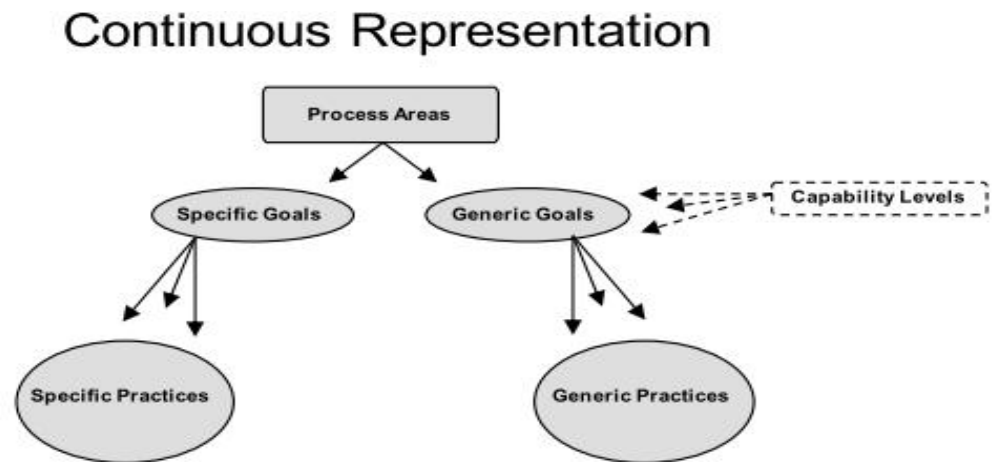 Continuous Representation
Process Areas
Specific Goals
Generic Goals
Capability Levels
Specific Practices
Generic Practices